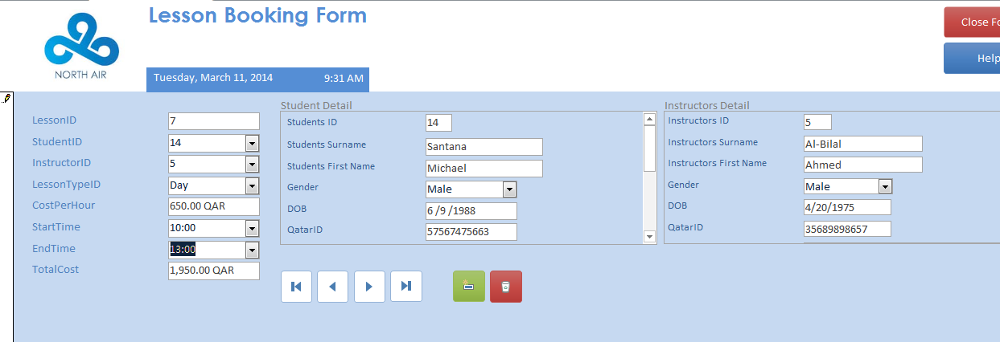 Lesson Booking Form
NORTH AIR
Tuesday, March 11, 2014 9:31 AM
Close Fo
Help
LessonID 7
StudentID 14
InstructorID 5
LessonTypeID Day
CostPerHour 650.00 QAR
StartTime 10:00
EndTime 13:00
TotalCost 1,950.00 QAR
Student Detail
Students ID 14
Students Surname Santana
Students First Name Michael
Gender Male
DOB 6 /9 /1988
QatarID 57567475663
Instructors Detail
Instructors ID 5
Instructors Surname Al-Bilal
Instructors First Name Ahmed
Gender Male
DOB 4/20/1975
QatarID 35689898657